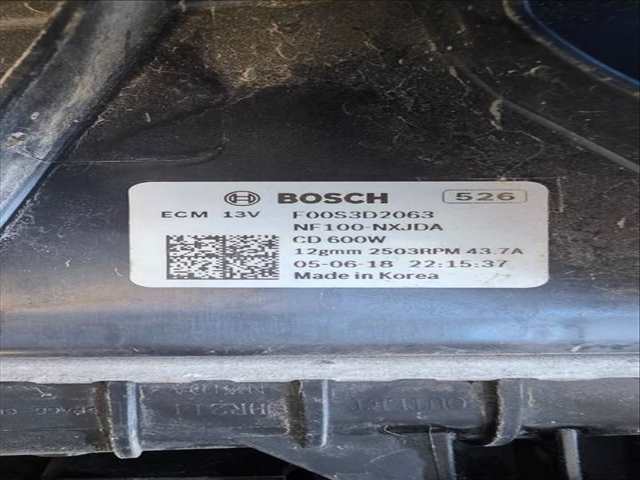 BOSCH 526
ECM 13V F00S3D2063
NF100-NXJDA
CD 600W
12gmm 2503RPM 43.7A
05-06-18 22:15:37
Made in Korea